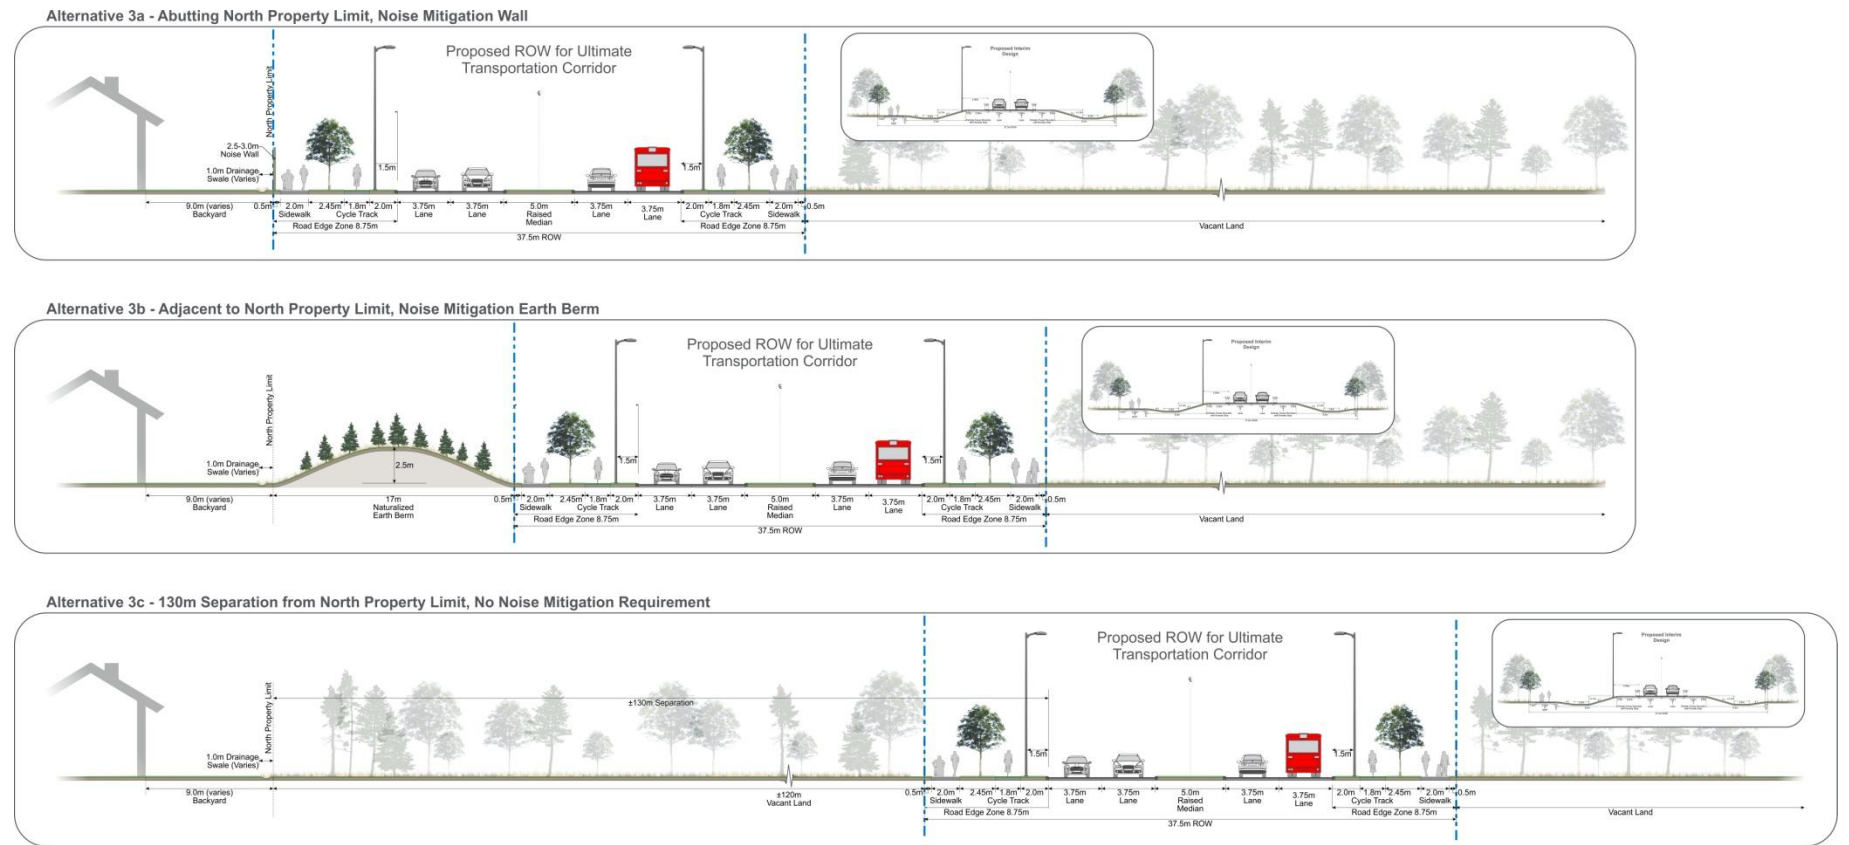 Alternative 3a - Abutting North Property Limit, Noise Mitigation Wall
Proposed ROW for Ultimate
Transportation Corridor
Proposed Interim
Design
North Property Limit
2.5-3.0m
Noise Wall
1.0m Drainage
Swale (Varies)
1.5m
1.5m
9.0m (varies)
Backyard
0.5m
2.0m
Sidewalk
2.45m
1.8m
Cycle Track
2.0m
3.75m
Lane
3.75m
Lane
5.0m
Raised
Median
3.75m
Lane
3.75m
Lane
2.0m
1.8m
Cycle Track
2.45m
2.0m
Sidewalk
0.5m
Road Edge Zone 8.75m
Road Edge Zone 8.75m
37.5m ROW
Vacant Land
Alternative 3b - Adjacent to North Property Limit, Noise Mitigation Earth Berm
Proposed ROW for Ultimate
Transportation Corridor
Proposed Interim
Design
North Property Limit
1.0m Drainage
Swale (Varies)
2.5m
1.5m
1.5m
9.0m (varies)
Backyard
17m
Naturalized
Earth Berm
0.5m
2.0m
Sidewalk
2.45m
1.8m
Cycle Track
2.0m
3.75m
Lane
3.75m
Lane
5.0m
Raised
Median
3.75m
Lane
3.75m
Lane
2.0m
1.8m
Cycle Track
2.45m
2.0m
Sidewalk
0.5m
Road Edge Zone 8.75m
Road Edge Zone 8.75m
37.5m ROW
Vacant Land
Alternative 3c - 130m Separation from North Property Limit, No Noise Mitigation Requirement
Proposed ROW for Ultimate
Transportation Corridor
Proposed Interim
Design
North Property Limit
±130m Separation
1.0m Drainage
Swale (Varies)
1.5m
1.5m
9.0m (varies)
Backyard
±120m
Vacant Land
0.5m
2.0m
Sidewalk
2.45m
1.8m
Cycle Track
2.0m
3.75m
Lane
3.75m
Lane
5.0m
Raised
Median
3.75m
Lane
3.75m
Lane
2.0m
1.8m
Cycle Track
2.45m
2.0m
Sidewalk
0.5m
Road Edge Zone 8.75m
Road Edge Zone 8.75m
37.5m ROW
Vacant Land